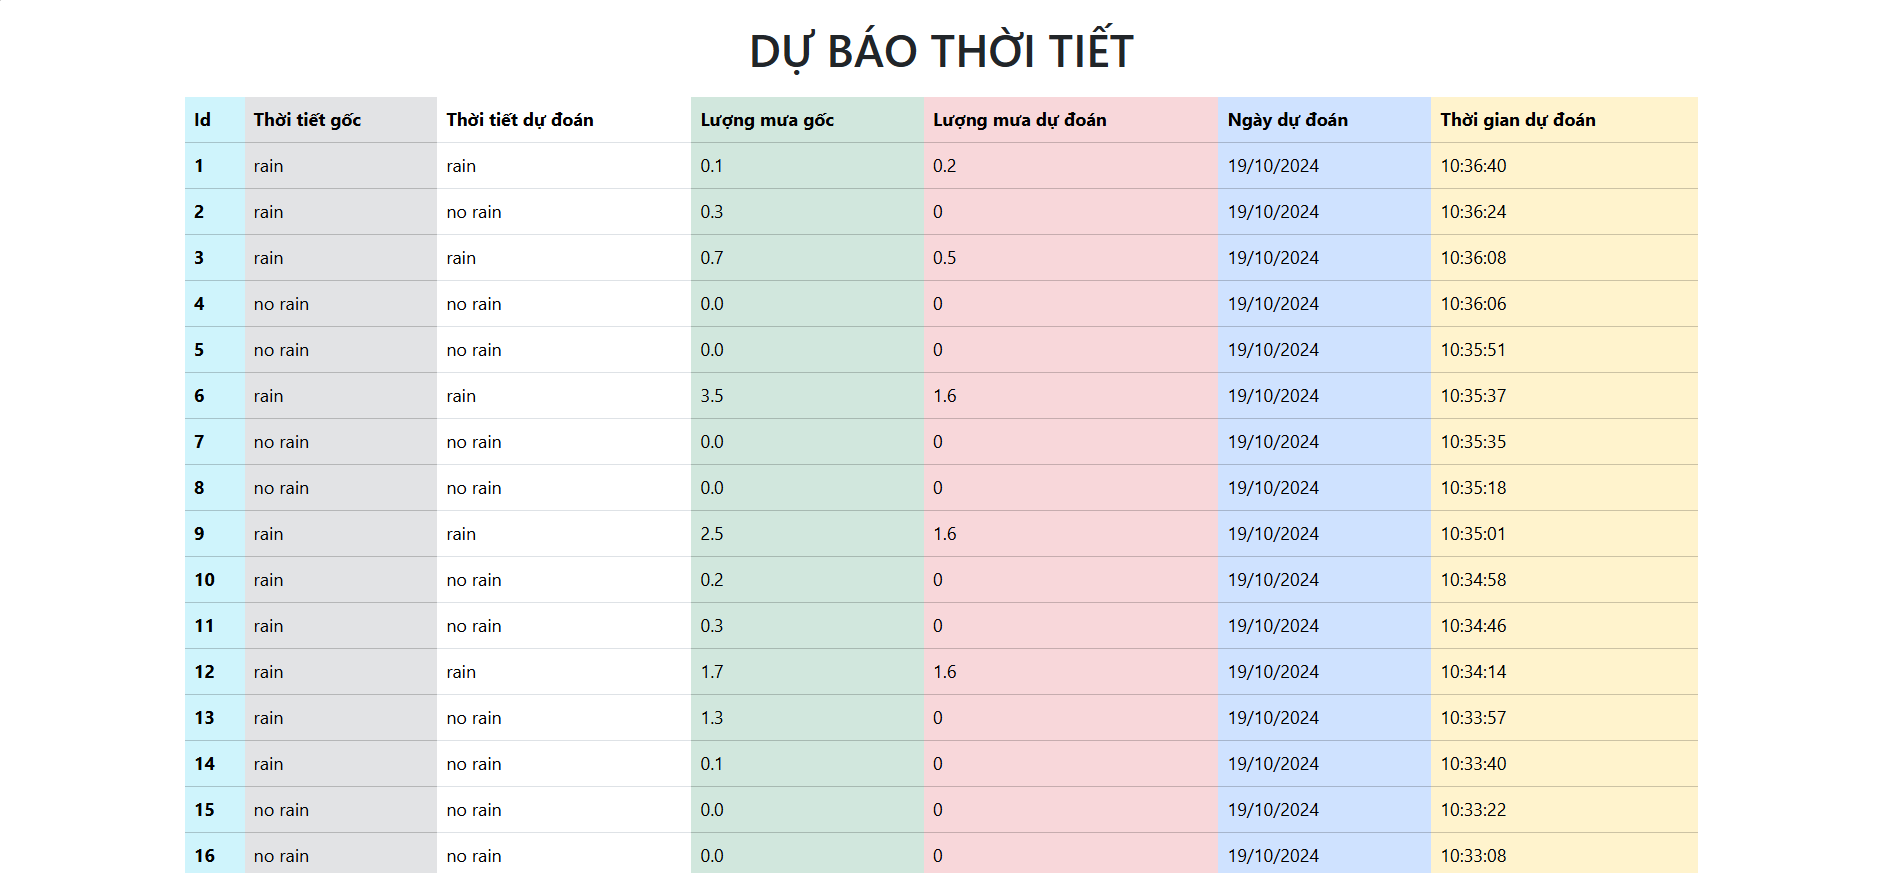 DỰ BÁO THỜI TIẾT
Id Thời tiết gốc Thời tiết dự đoán Lượng mưa gốc Lượng mưa dự đoán Ngày dự đoán Thời gian dự đoán
1 rain rain 0.1 0.2 19/10/2024 10:36:40
2 rain no rain 0.3 0 19/10/2024 10:36:24
3 rain rain 0.7 0.5 19/10/2024 10:36:08
4 no rain no rain 0.0 0 19/10/2024 10:36:06
5 no rain no rain 0.0 0 19/10/2024 10:35:51
6 rain rain 3.5 1.6 19/10/2024 10:35:37
7 no rain no rain 0.0 0 19/10/2024 10:35:35
8 no rain no rain 0.0 0 19/10/2024 10:35:18
9 rain rain 2.5 1.6 19/10/2024 10:35:01
10 rain no rain 0.2 0 19/10/2024 10:34:58
11 rain no rain 0.3 0 19/10/2024 10:34:46
12 rain rain 1.7 1.6 19/10/2024 10:34:14
13 rain no rain 1.3 0 19/10/2024 10:33:57
14 rain no rain 0.1 0 19/10/2024 10:33:40
15 no rain no rain 0.0 0 19/10/2024 10:33:22
16 no rain no rain 0.0 0 19/10/2024 10:33:08